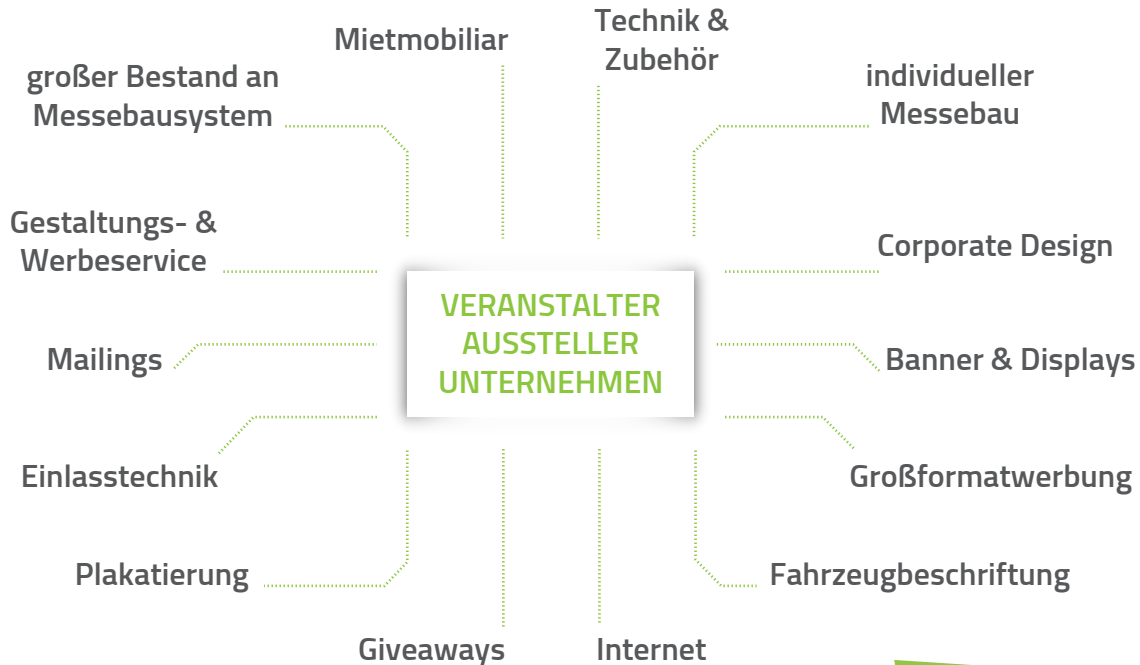 Mietmobiliar
Technik &
Zubehör
großer Bestand an
Messebausystem
individueller
Messebau
Gestaltungs- &
Werbeservice
Corporate Design
VERANSTALTER
AUSSTELLER
UNTERNEHMEN
Mailings
Banner & Displays
Einlasstechnik
Großformatwerbung
Plakatierung
Fahrzeugbeschriftung
Giveaways
Internet